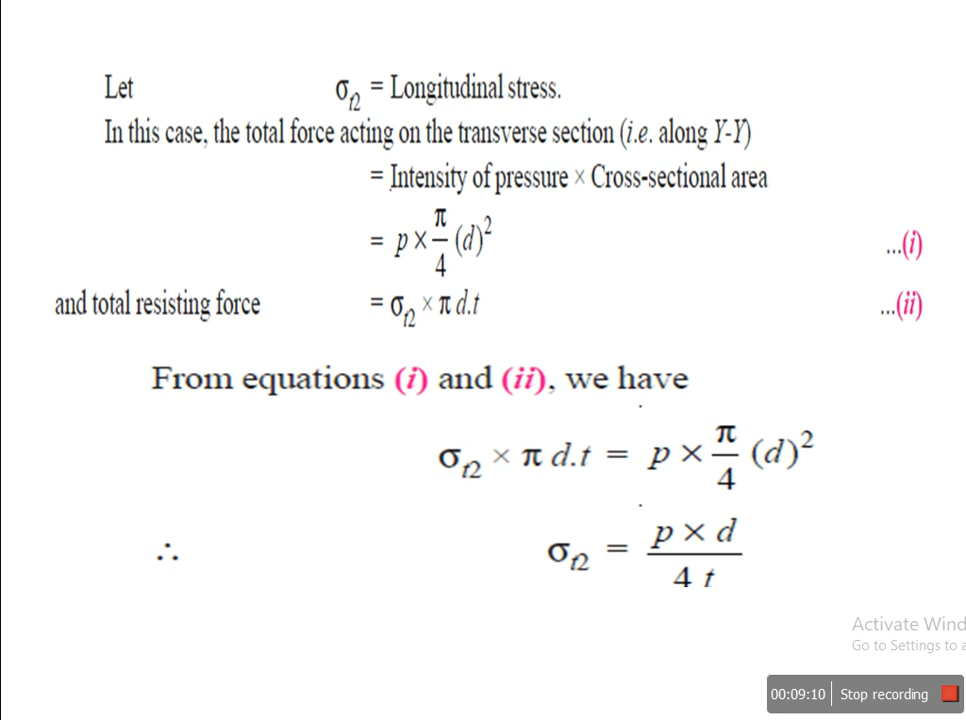 Let σt2 = Longitudinal stress.
In this case, the total force acting on the transverse section (i.e. along Y-Y)
= Intensity of pressure × Cross-sectional area
= p × π/4 (d)² ...(i)
and total resisting force = σt2 × π d.t ...(ii)
From equations (i) and (ii), we have
σt2 × π d.t = p × π/4 (d)²
∴ σt2 = p × d / 4 t
Activate Wind
Go to Settings to a
00:09:10 Stop recording